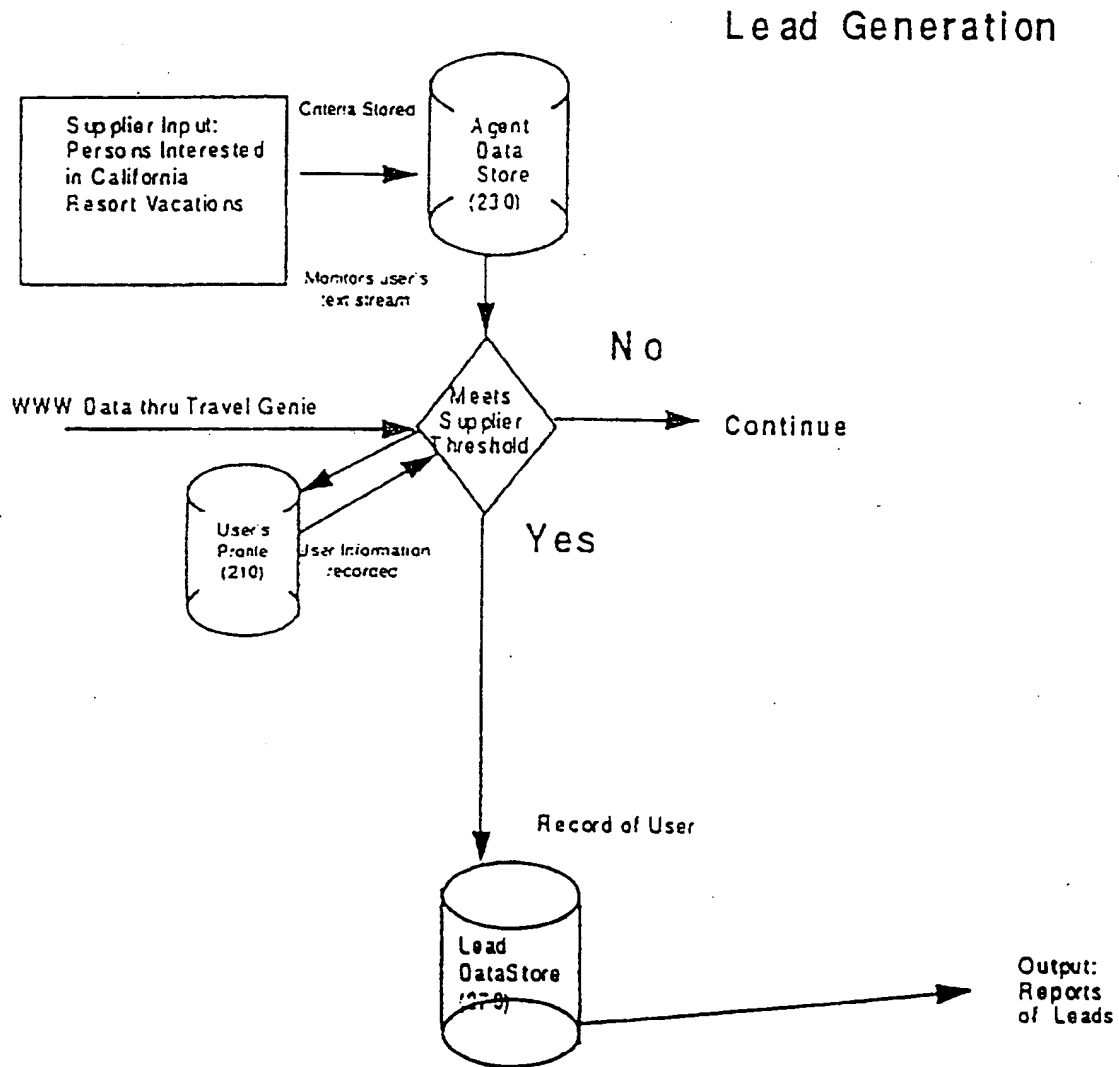 Lead Generation
Supplier Input:
Persons Interested
in California
Resort Vacations
Criteria Stored
Agent
Data
Store
(230)
Monitors user's
text stream
No
Meets
Supplier
Threshold
WWW Data thru Travel Genie
Continue
User's
Profile
(210)
User Information
recorded
Yes
Record of User
Lead
DataStore
Output:
Reports
of Leads